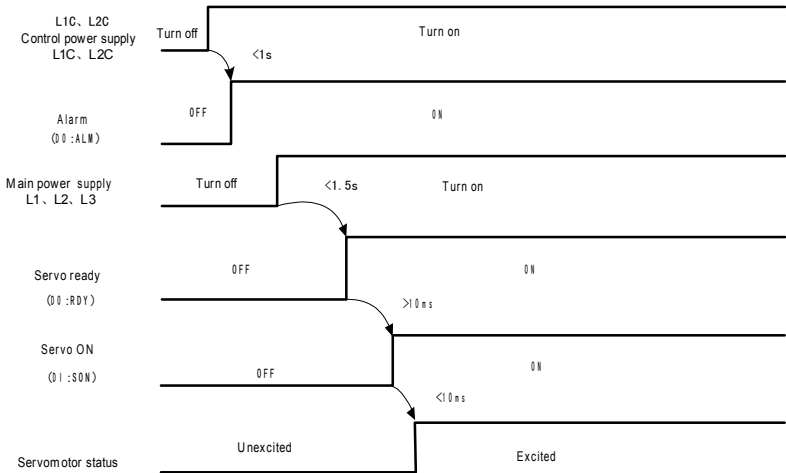 L1C、L2C
Control power supply
L1C、L2C
Turn off
<1s
Turn on
Alarm
(DO:ALM)
OFF
ON
Main power supply
L1、L2、L3
Turn off
<1.5s
Turn on
Servo ready
(DO:RDY)
OFF
>10ms
ON
Servo ON
(DI:SON)
OFF
<10ms
ON
Servomotor status
Unexcited
Excited